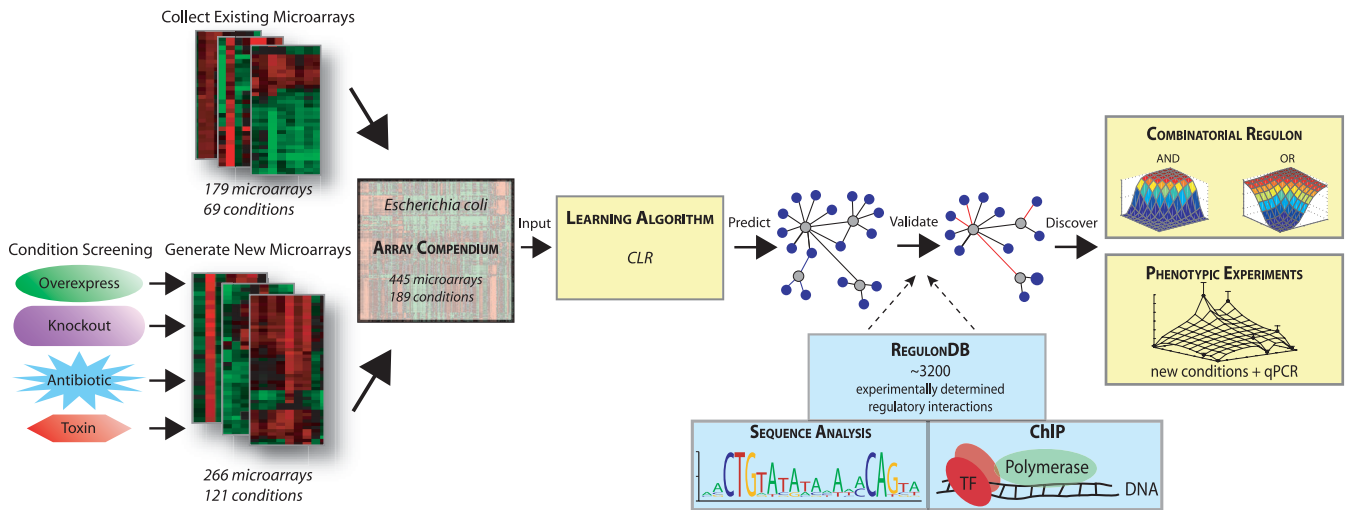 Collect Existing Microarrays
179 microarrays
69 conditions
Condition Screening
Overexpress
Knockout
Antibiotic
Toxin
Generate New Microarrays
266 microarrays
121 conditions
Escherichia coli
ARRAY COMPENDIUM
445 microarrays
189 conditions
Input
LEARNING ALGORITHM
CLR
Predict
Validate
Discover
REGULONDB
~3200
experimentally determined
regulatory interactions
SEQUENCE ANALYSIS
CTGTATATA
CAG
CHIP
TF
Polymerase
DNA
COMBINATORIAL REGULON
AND
OR
PHENOTYPIC EXPERIMENTS
new conditions + qPCR